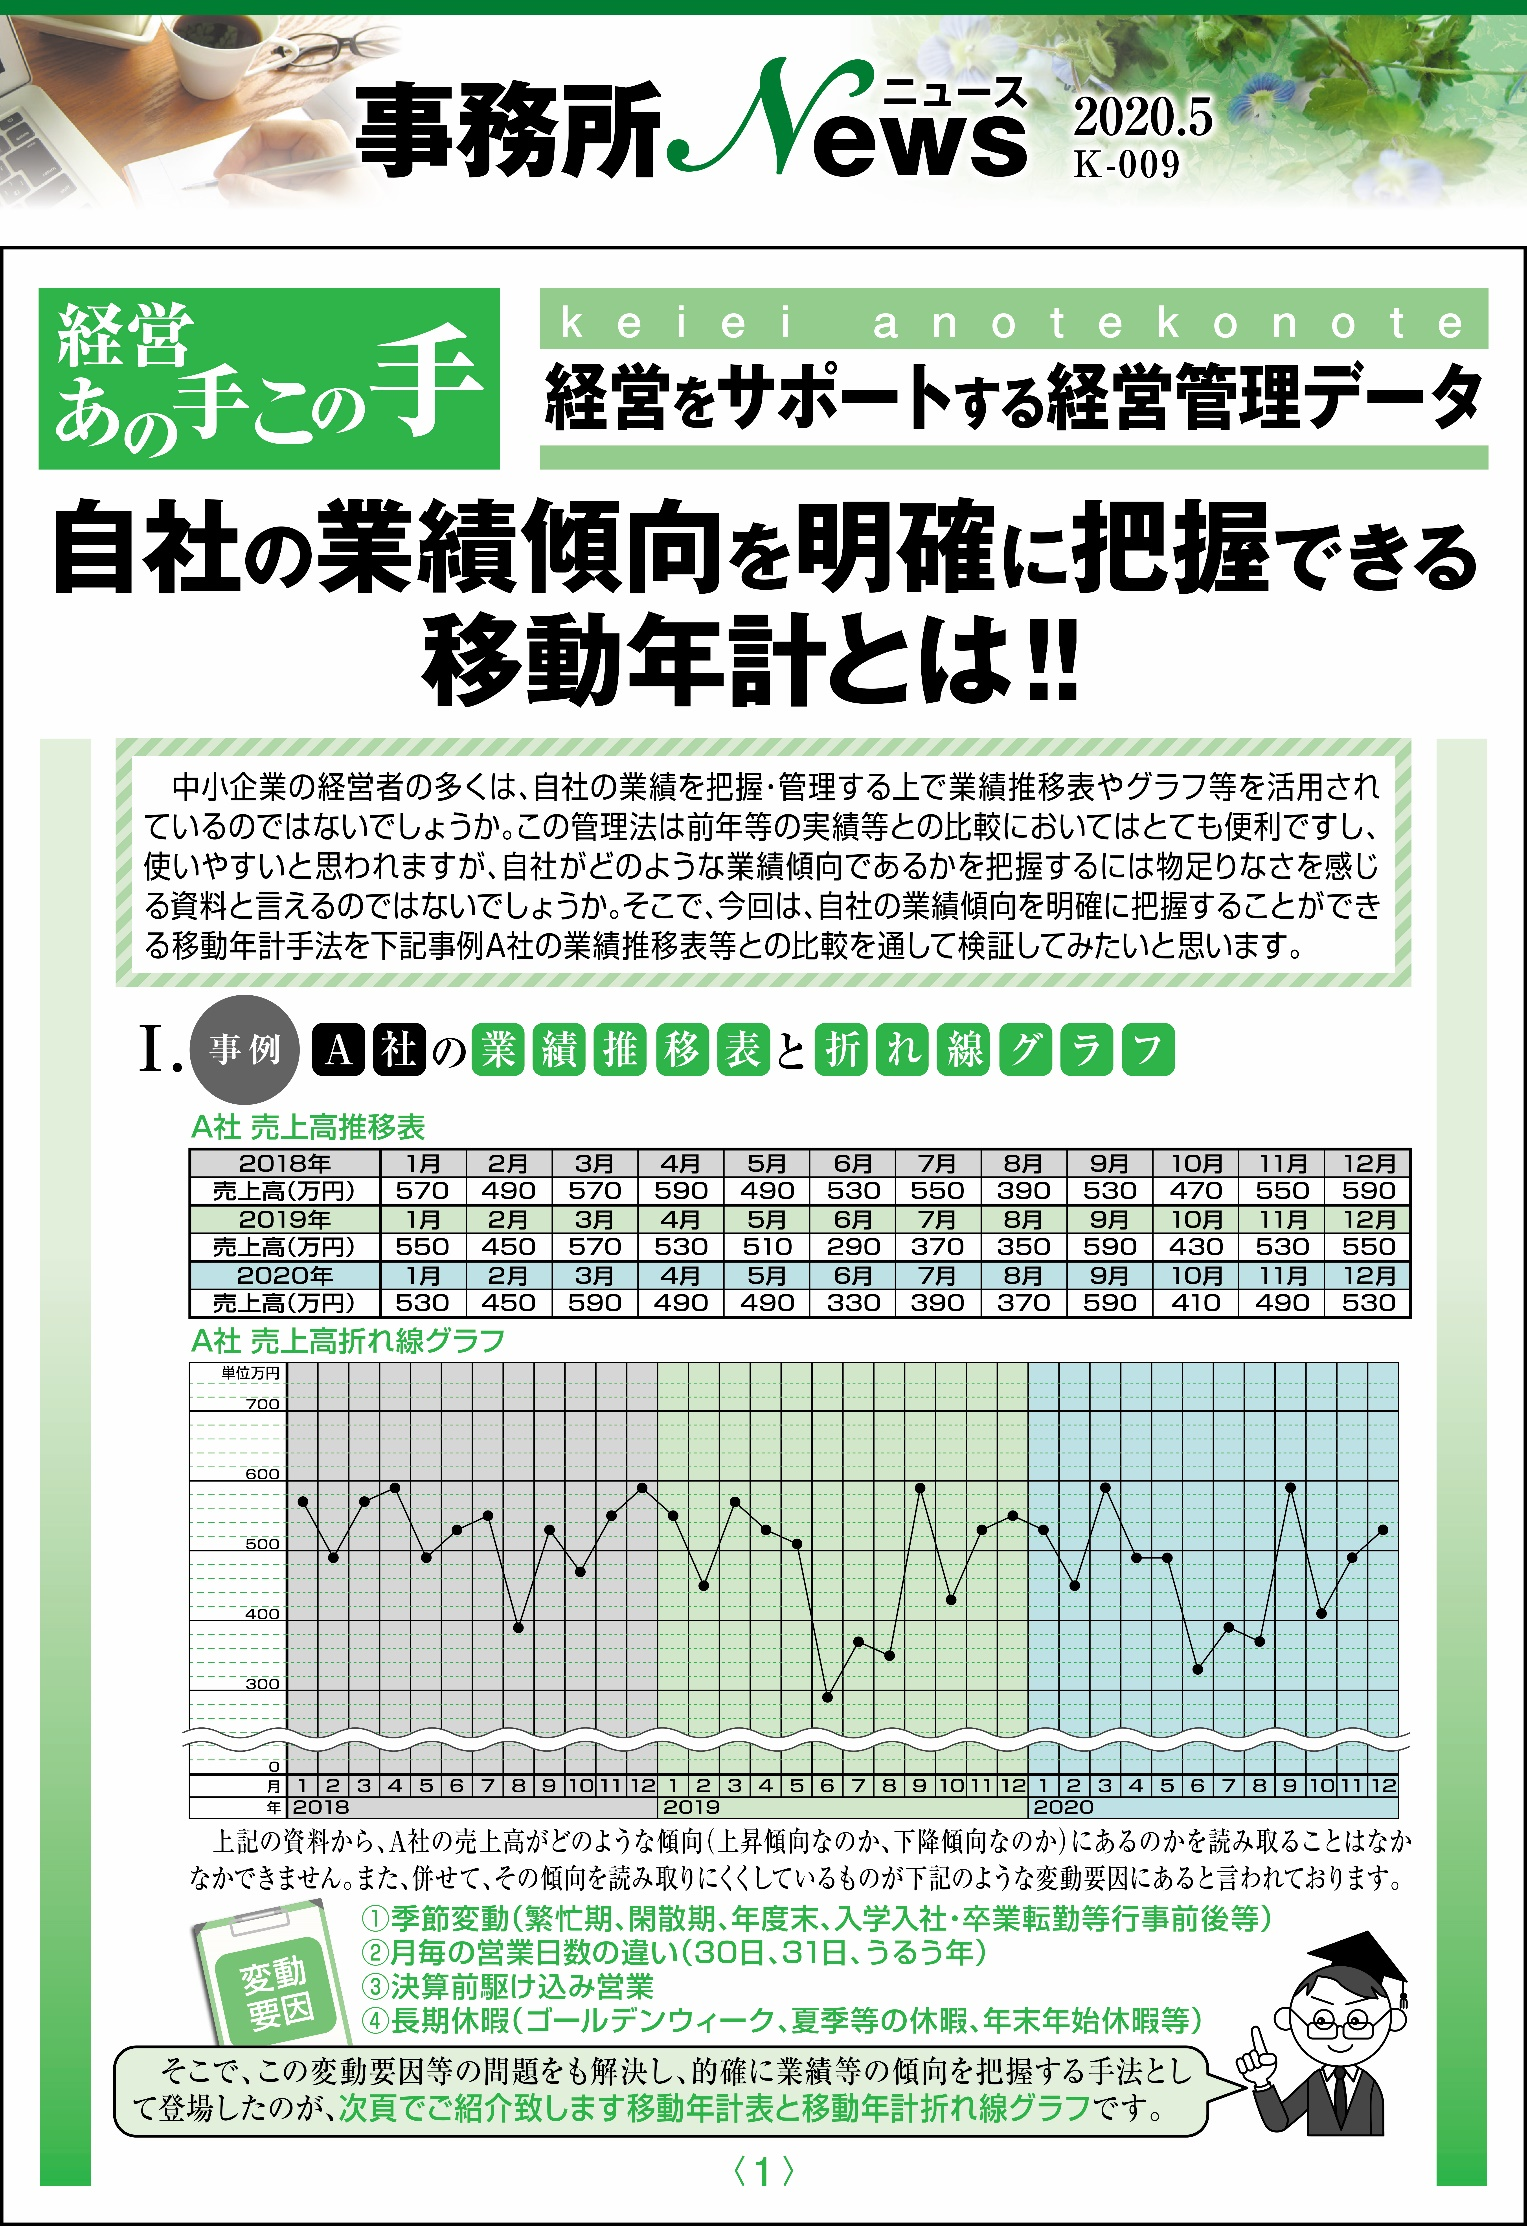 事務所News
ニュース
2020.5
K-009
経営
あの手この手
keiei anotekonote
経営をサポートする経営管理データ
自社の業績傾向を明確に把握できる
移動年計とは!!
中小企業の経営者の多くは、自社の業績を把握・管理する上で業績推移表やグラフ等を活用され
ているのではないでしょうか。この管理法は前年等の実績等との比較においてはとても便利ですし、
使いやすいと思われますが、自社がどのような業績傾向であるかを把握するには物足りなさを感じ
る資料と言えるのではないでしょうか。そこで、今回は、自社の業績傾向を明確に把握することができ
る移動年計手法を下記事例A社の業績推移表等との比較を通して検証してみたいと思います。
I. 事例 A社の業績推移表と折れ線グラフ
A社 売上高推移表
2018年 1月 2月 3月 4月 5月 6月 7月 8月 9月 10月 11月 12月
売上高(万円) 570 490 570 590 490 530 550 390 530 470 550 590
2019年 1月 2月 3月 4月 5月 6月 7月 8月 9月 10月 11月 12月
売上高(万円) 550 450 570 530 510 290 370 350 590 430 530 550
2020年 1月 2月 3月 4月 5月 6月 7月 8月 9月 10月 11月 12月
売上高(万円) 530 450 590 490 490 330 390 370 590 410 490 530
A社 売上高折れ線グラフ
単位万円
700
600
500
400
300
0
月 1 2 3 4 5 6 7 8 9 10 11 12 1 2 3 4 5 6 7 8 9 10 11 12 1 2 3 4 5 6 7 8 9 10 11 12
年 2018 2019 2020
上記の資料から、A社の売上高がどのような傾向(上昇傾向なのか、下降傾向なのか)にあるのかを読み取ることはなか
なかできません。また、併せて、その傾向を読み取りにくくしているものが下記のような変動要因にあると言われております。
変動
要因
①季節変動(繁忙期、閑散期、年度末、入学入社・卒業転勤等行事前後等)
②月毎の営業日数の違い(30日、31日、うるう年)
③決算前駆け込み営業
④長期休暇(ゴールデンウィーク、夏季等の休暇、年末年始休暇等)
そこで、この変動要因等の問題をも解決し、的確に業績等の傾向を把握する手法とし
て登場したのが、次頁でご紹介致します移動年計表と移動年計折れ線グラフです。
〈1〉